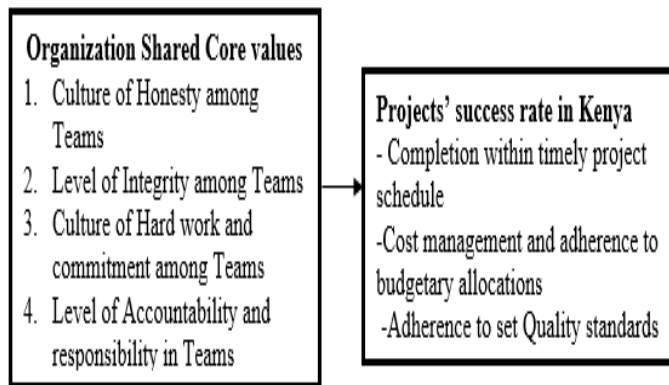 Organization Shared Core values
1. Culture of Honesty among
Teams
2. Level of Integrity among Teams
3. Culture of Hard work and
commitment among Teams
4. Level of Accountability and
responsibility in Teams
Projects’ success rate in Kenya
- Completion within timely project
schedule
-Cost management and adherence to
budgetary allocations
-Adherence to set Quality standards